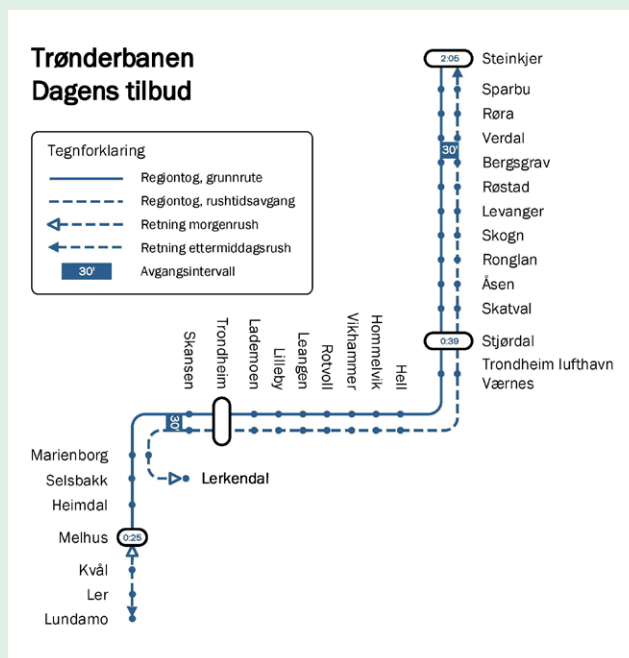 Trønderbanen
Dagens tilbud
Tegnforklaring
Regiontog, grunnrute
Regiontog, rushtidsavgang
Retning morgenrush
Retning ettermiddagsrush
30'
Avgangsintervall
2:05
Steinkjer
Sparbu
Røra
Verdal
30'
Bergsgrav
Røstad
Levanger
Skogn
Ronglan
Åsen
Skatval
0:39
Stjørdal
Trondheim lufthavn
Værnes
Skansen
Trondheim
Lademoen
Lilleby
Leangen
Rotvoll
Vikhammer
Hommelvik
Hell
30'
Marienborg
Selsbakk
Lerkendal
Heimdal
Melhus
0:25
Kvål
Ler
Lundamo